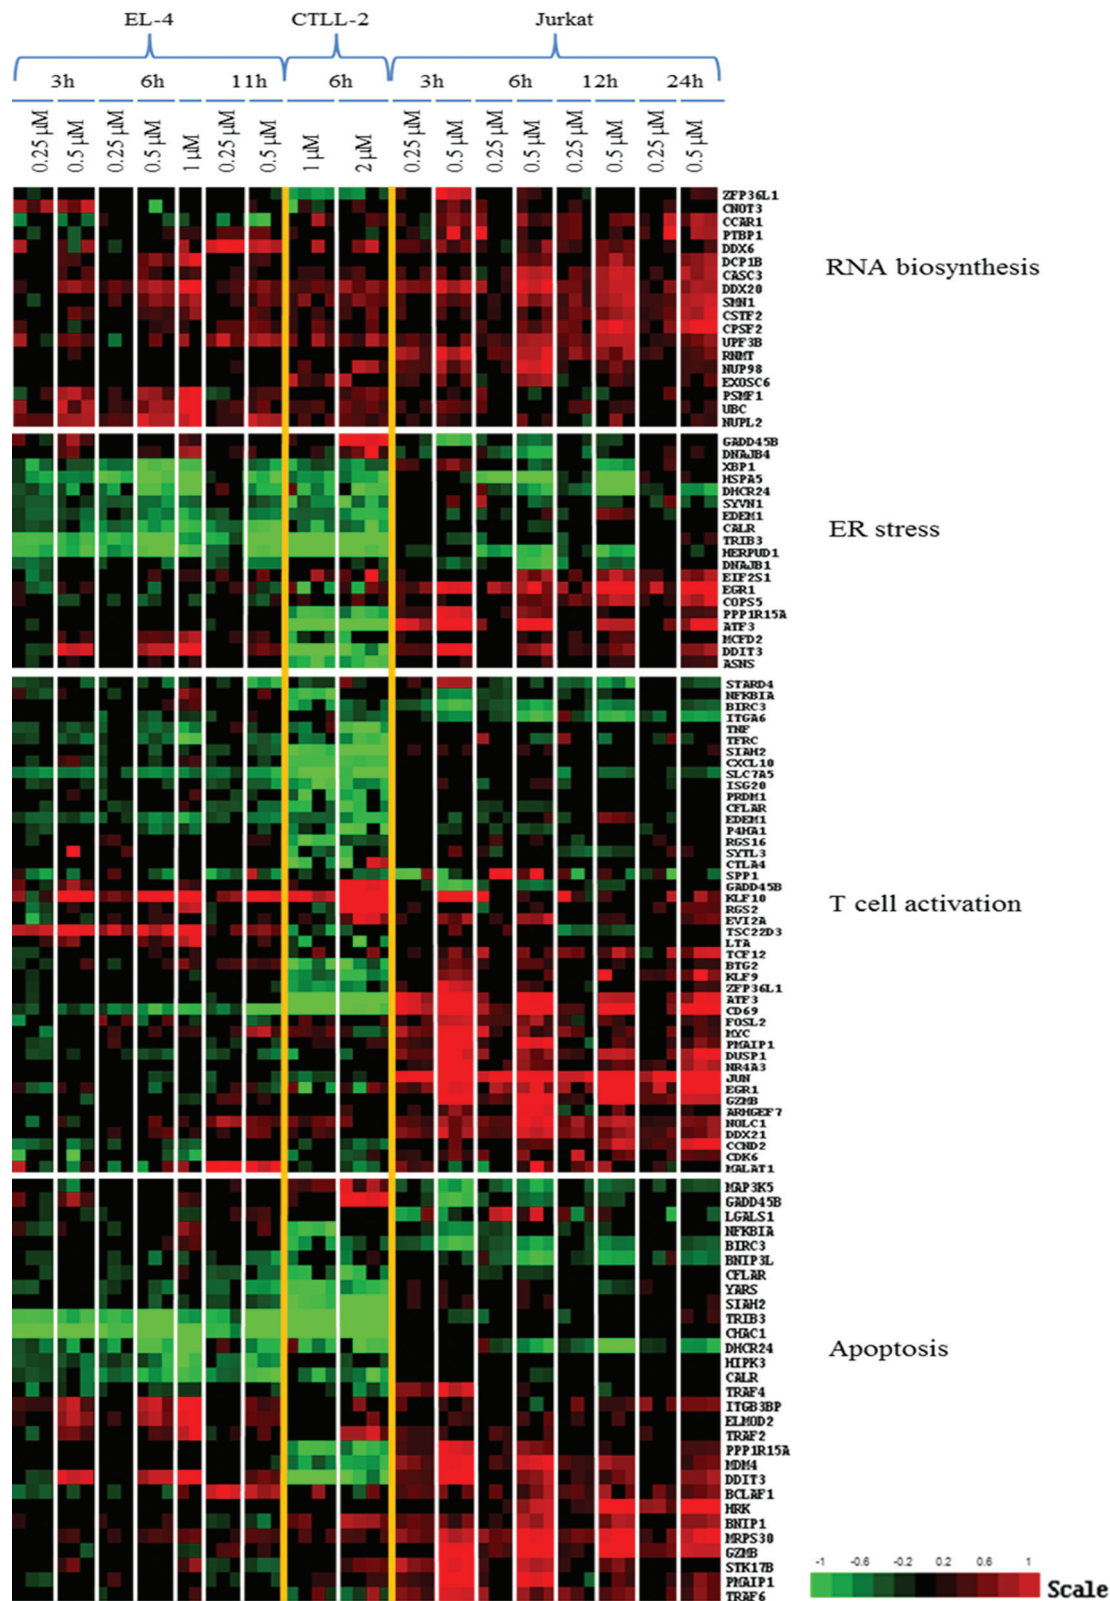 EL-4 CTLL-2 Jurkat
3h 6h 11h 6h 3h 6h 12h 24h
0.25 µM 0.5 µM 0.25 µM 0.5 µM 1 µM 0.25 µM 0.5 µM 1 µM 2 µM 0.25 µM 0.5 µM 0.25 µM 0.5 µM 0.25 µM 0.5 µM 0.25 µM 0.5 µM
ZFP36L1
CNOT3
CCAR1
PTBP1
DDX6
DCP1B
CASC3
RNA biosynthesis
DDX20
SMN1
CSTF2
CPSF2
UPF3B
RNMT
NUP98
EXOSC6
PSMF1
UBC
NUPL2
GADD45B
DNAJB4
XBP1
HSPA5
DHCR24
SYVN1
EDEM1
CALR
ER stress
TRIB3
HERPUD1
DNAJB1
EIF2S1
EGR1
COPS5
PPP1R15A
ATF3
MCFD2
DDIT3
ASNS
STARD4
NFKBIA
BIRC3
ITGA6
TNF
TFRC
SIAH2
CXCL10
SLC7A5
ISG20
PRDM1
CFLAR
EDEM1
P4HA1
RGS16
SYTL3
CTLA4
SPP1
GADD45B
KLF10
T cell activation
RGS2
EVI2A
TSC22D3
LTA
TCF12
BTG2
KLF9
ZFP36L1
ATF3
CD69
FOSL2
MYC
PMAIP1
DUSP1
NR4A3
JUN
EGR1
GZMB
ARHGEF7
NOLC1
DDX21
CCND2
CDK6
MALAT1
MAP3K5
GADD45B
LGALS1
NFKBIA
BIRC3
BNIP3L
CFLAR
YARS
SIAH2
TRIB3
CHAC1
DHCR24
Apoptosis
HIPK3
CALR
TRAF4
ITGB3BP
ELMOD2
TRAF2
PPP1R15A
MDM4
DDIT3
BCLAF1
HRK
BNIP1
MRPS30
GZMB
STK17B
PMAIP1
TRAF6
-1 -0.6 -0.2 0.2 0.6 1
Scale